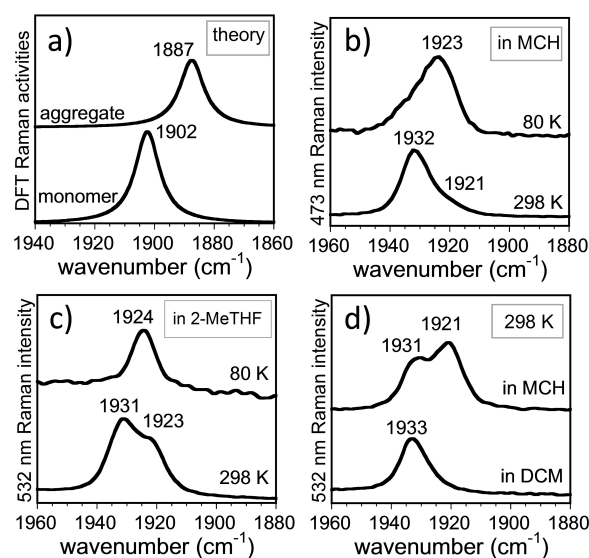 DFT Raman activities
a)
theory
1887
aggregate
1902
monomer
1940 1920 1900 1880 1860
wavenumber (cm⁻¹)
473 nm Raman intensity
b)
in MCH
1923
80 K
1932
1921
298 K
1960 1940 1920 1900 1880
wavenumber (cm⁻¹)
532 nm Raman intensity
c)
in 2-MeTHF
1924
80 K
1931
1923
298 K
1960 1940 1920 1900 1880
wavenumber (cm⁻¹)
532 nm Raman intensity
d)
298 K
1921
1931
in MCH
1933
in DCM
1960 1940 1920 1900 1880
wavenumber (cm⁻¹)